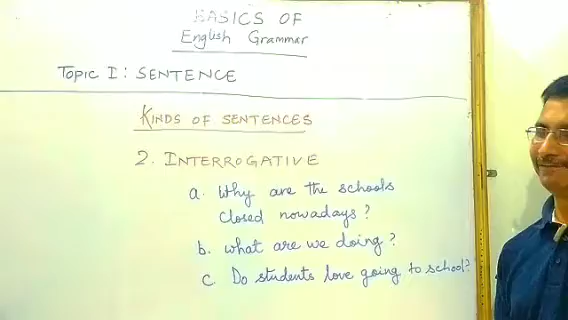 BASICS OF
English Grammar
TOPIC I: SENTENCE
KINDS OF SENTENCES
2. INTERROGATIVE
a. Why are the schools
closed nowadays?
b. what are we doing?
c. Do students love going to school?